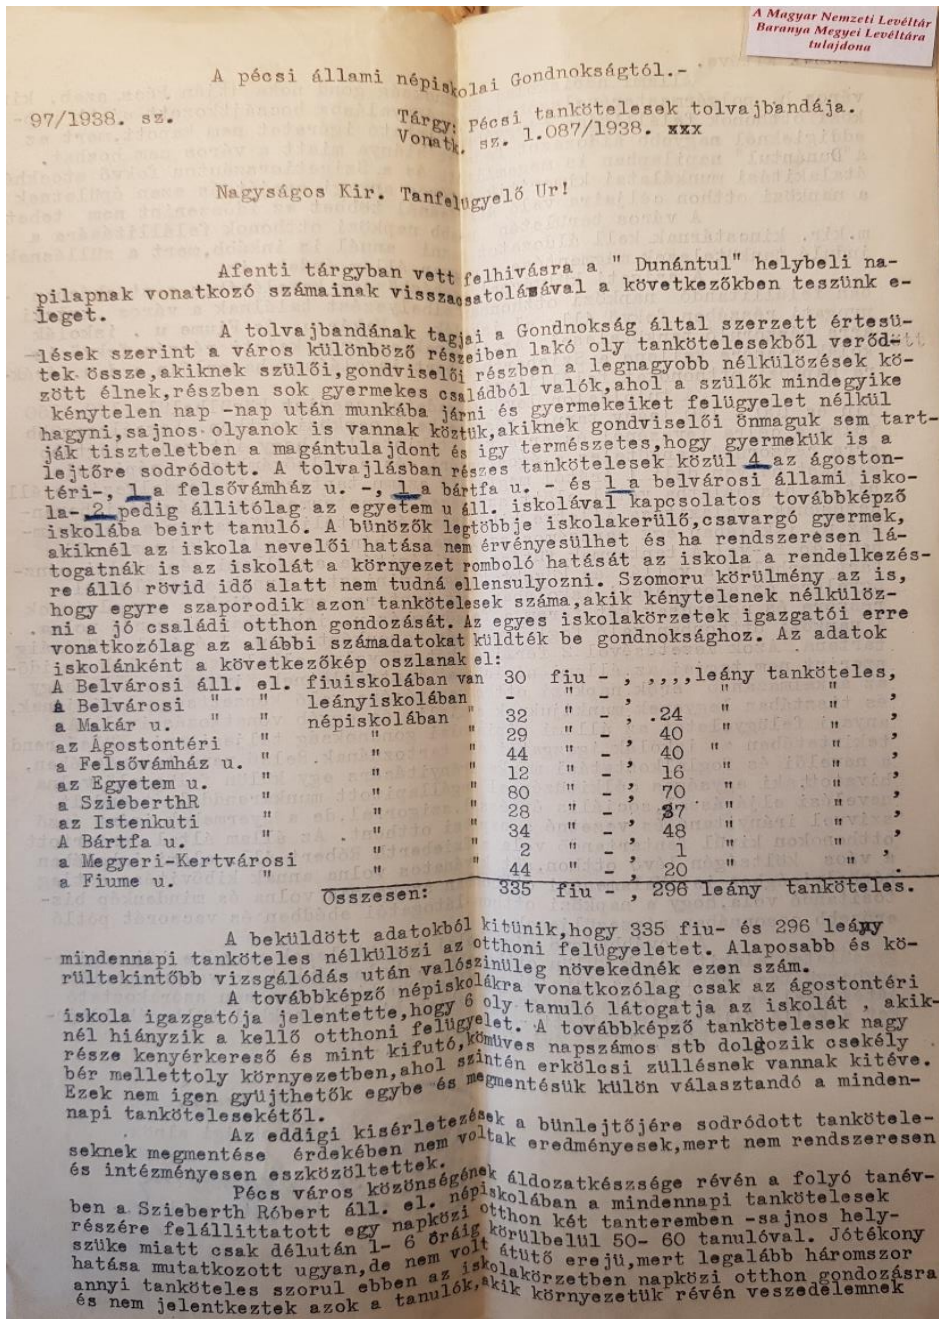 A Magyar Nemzeti Levéltár
Baranya Megyei Levéltára
tulajdona
A pécsi állami népiskolai Gondnokságtól.-
97/1938. sz.
Tárgy: Pécsi tankötelesek tolvajbandája.
Vonatk. sz. 1.087/1938. xxx
Nagyságos Kir. Tanfelügyelő Ur!
Afenti tárgyban vett felhivásra a " Dunántul" helybeli na-
pilapnak vonatkozó számainak visszacsatolásával a következőkben teszünk e-
leget.
A tolvajbandának tagjai a Gondnokság által szerzett értesü-
lések szerint a város különböző részeiben lakó oly tankötelesekből verőd-
tek össze,akiknek szülői,gondviselői részben a legnagyobb nélkülözések kö-
zött élnek,részben sok gyermekes családból valók,ahol a szülők mindegyike
kénytelen nap -nap után munkába járni és gyermekeiket felügyelet nélkül
hagyni,sajnos olyanok is vannak köztük,akiknek gondviselői önmaguk sem tart-
ják tiszteletben a magántulajdont és igy természetes,hogy gyermekük is a
lejtőre sodródott. A tolvajlásban részes tankötelesek közül 4 az ágoston-
téri-, 1 a felsővámház u. -, 1 a bártfa u. - és 1 a belvárosi állami isko-
la- 2 pedig állitólag az egyetem u áll. iskolával kapcsolatos továbbképző
iskolába beirt tanuló. A bünözők legtöbbje iskolakerülő,csavargó gyermek,
akiknél az iskola nevelői hatása nem érvényesülhet és ha rendszeresen lá-
togatnák is az iskolát a környezet romboló hatását az iskola a rendelkezés-
re álló rövid idő alatt nem tudná ellensulyozni. Szomoru körülmény az is,
hogy egyre szaporodik azon tankötelesek száma,akik kénytelenek nélkülöz-
ni a jó családi otthon gondozását. Az egyes iskolakörzetek igazgatói erre
vonatkozólag az alábbi számadatokat küldték be gondnoksághoz. Az adatok
iskolánként a következőkép oszlanak el:
A Belvárosi áll. el. fiuiskolában van 30 fiu - , ,,,,leány tanköteles,
A Belvárosi " " leányiskolában " - " - , " " ,
a Makár u. " " népiskolában " 32 " - , .24 " " ,
az Ágostontéri " " " 29 " - , 40 " " ,
a Felsővámház u. " " " 44 " - , 40 " " ,
az Egyetem u. " " " 12 " - , 16 " " ,
a SzieberthR " " " 80 " - , 70 " " ,
az Istenkuti " " " 28 " - , 37 " " ,
A Bártfa u. " " " 34 " - , 48 " " ,
a Megyeri-Kertvárosi " " 2 " - , 1 " " ,
a Fiume u. " " " 44 " - , 20 " " .
Összesen: 335 fiu - , 296 leány tanköteles.
A beküldött adatokból kitünik,hogy 335 fiu- és 296 leány
mindennapi tanköteles nélkülözi az otthoni felügyeletet. Alaposabb és kö-
rültekintőbb vizsgálódás után valószinüleg növekednék ezen szám.
A továbbképző népiskolákra vonatkozólag csak az ágostontéri
iskola igazgatója jelentette,hogy 6 oly tanuló látogatja az iskolát , akik-
nél hiányzik a kellő otthoni felügyelet. A továbbképző tankötelesek nagy
része kenyérkereső és mint kifutó,kömüves napszámos stb dolgozik csekély
bér mellettoly környezetben,ahol szintén erkölcsi züllésnek vannak kitéve.
Ezek nem igen gyüjthetők egybe és megmentésük külön választandó a minden-
napi tankötelesekétől.
Az eddigi kisérletezések a bünlejtőjére sodródott tankötele-
seknek megmentése érdekében nem voltak eredményesek,mert nem rendszeresen
és intézményesen eszközöltettek.
Pécs város közönségének áldozatkészsége révén a folyó tanév-
ben a Szieberth Róbert áll. el. népiskolában a mindennapi tankötelesek
részére felállittatott egy napközi otthon két tanteremben -sajnos hely-
szüke miatt csak délután 1- 6 óráig körülbelül 50- 60 tanulóval. Jótékony
hatása mutatkozott ugyan,de nem volt átütő erejü,mert legalább háromszor
annyi tanköteles szorul ebben az iskolakörzetben napközi otthon gondozásra
és nem jelentkeztek azok a tanulók,akik környezetük révén veszedelemnek